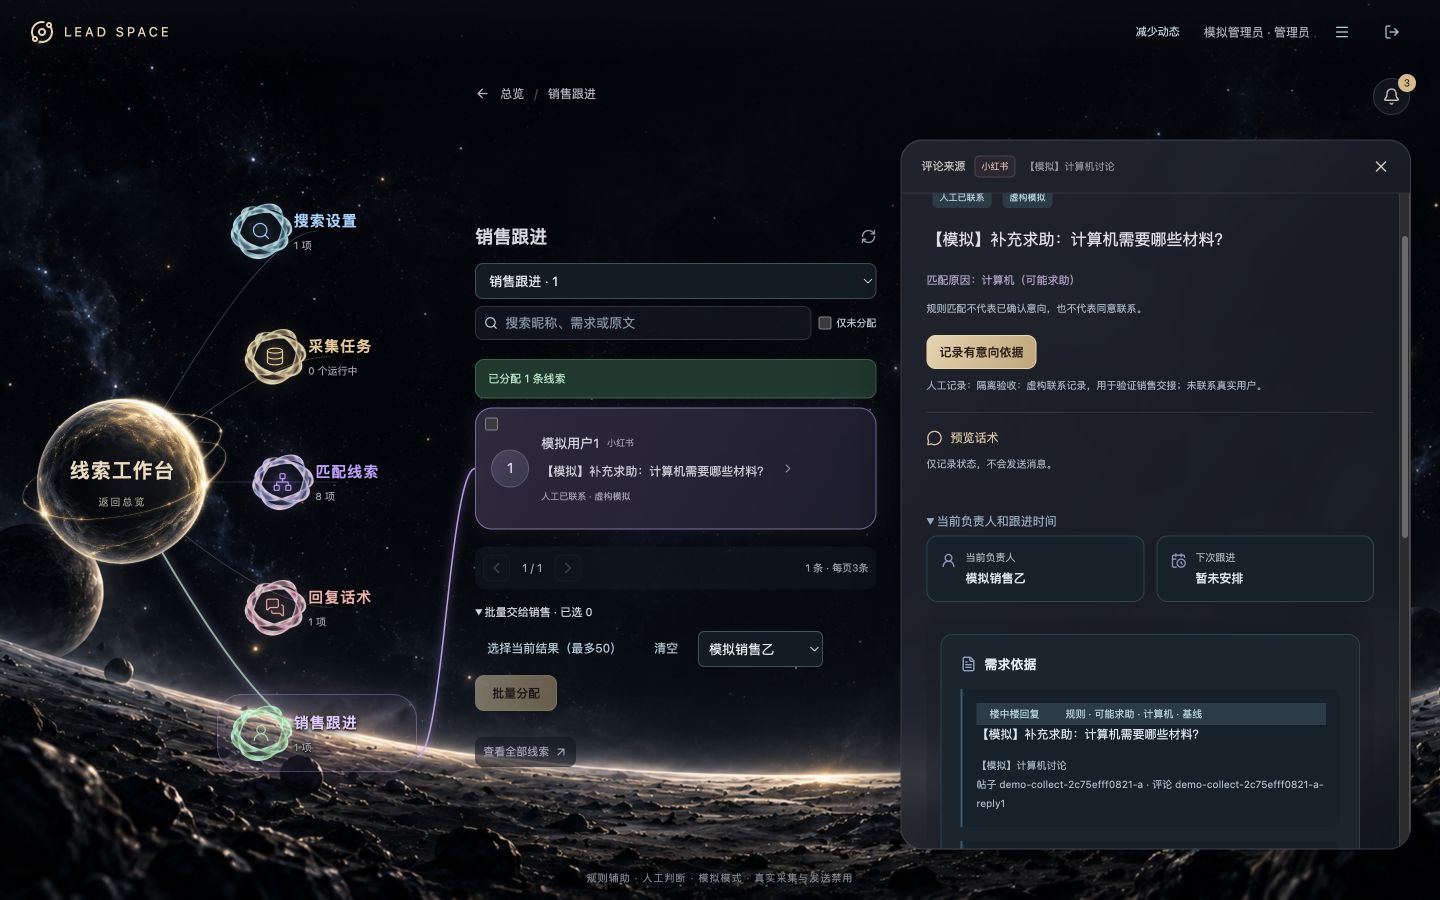 LEAD SPACE
减少动态
模拟管理员 · 管理员
总览 / 销售跟进
3
评论来源 小红书 【模拟】计算机讨论
人工已联系 虚构模拟
【模拟】补充求助：计算机需要哪些材料？
匹配原因：计算机（可能求助）
规则匹配不代表已确认意向，也不代表同意联系。
记录有意向依据
人工记录：隔离验收：虚构联系记录，用于验证销售交接；未联系真实用户。
预览话术
仅记录状态，不会发送消息。
当前负责人和跟进时间
当前负责人
模拟销售乙
下次跟进
暂未安排
需求依据
楼中楼回复 规则 · 可能求助 · 计算机 · 基线
【模拟】补充求助：计算机需要哪些材料？
【模拟】计算机讨论
帖子 demo-collect-2c75efff0821-a · 评论 demo-collect-2c75efff0821-a-
reply1
搜索设置
1 项
采集任务
0 个运行中
线索工作台
返回总览
匹配线索
8 项
回复话术
1 项
销售跟进
1 项
销售跟进
销售跟进 · 1
搜索昵称、需求或原文
仅未分配
已分配 1 条线索
1
模拟用户1 小红书
【模拟】补充求助：计算机需要哪些材料？
人工已联系 · 虚构模拟
1 / 1
1 条 · 每页3条
批量交给销售 · 已选 0
选择当前结果（最多50）
清空
模拟销售乙
批量分配
查看全部线索
规则辅助 · 人工判断 · 模拟模式 · 真实采集与发送禁用